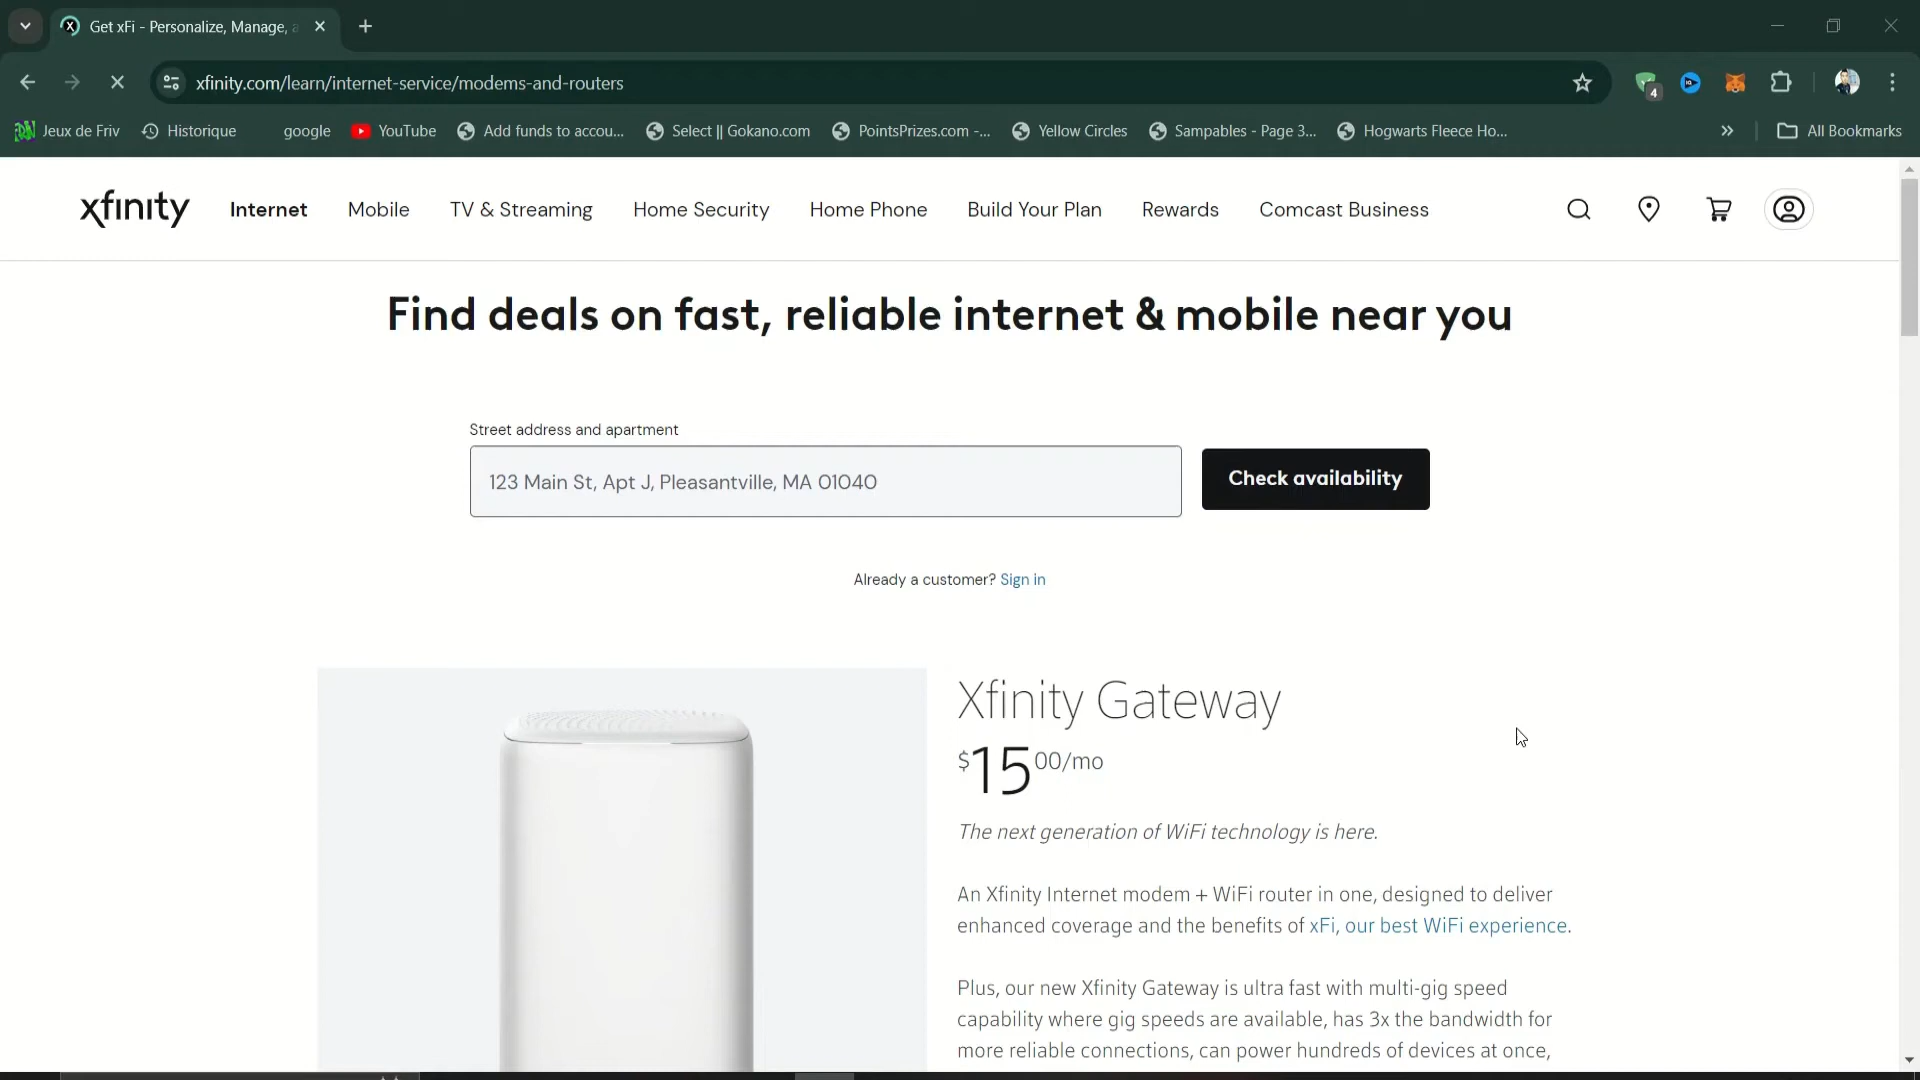 Get xFi - Personalize, Manage, a
xfinity.com/learn/internet-service/modems-and-routers
4
Jeux de Friv
Historique
google
YouTube
Add funds to accou...
Select || Gokano.com
PointsPrizes.com -...
Yellow Circles
Sampables - Page 3...
Hogwarts Fleece Ho...
All Bookmarks
xfinity
Internet
Mobile
TV & Streaming
Home Security
Home Phone
Build Your Plan
Rewards
Comcast Business
Find deals on fast, reliable internet & mobile near you
Street address and apartment
123 Main St, Apt J, Pleasantville, MA 01040
Check availability
Already a customer? Sign in
Xfinity Gateway
$15 00/mo
The next generation of WiFi technology is here.
An Xfinity Internet modem + WiFi router in one, designed to deliver
enhanced coverage and the benefits of xFi, our best WiFi experience.
Plus, our new Xfinity Gateway is ultra fast with multi-gig speed
capability where gig speeds are available, has 3x the bandwidth for
more reliable connections, can power hundreds of devices at once,